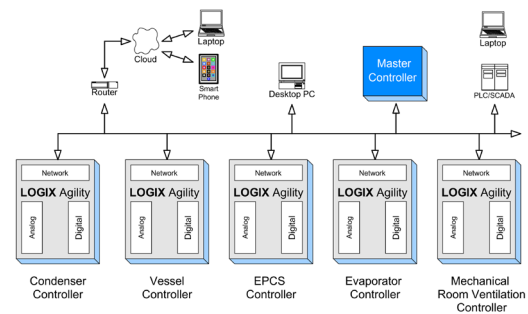 Laptop
Cloud
Smart
Phone
Router
Desktop PC
Master
Controller
Laptop
PLC/SCADA
Network
LOGIX Agility
Analog
Digital
Condenser
Controller
Network
LOGIX Agility
Analog
Digital
Vessel
Controller
Network
LOGIX Agility
Analog
Digital
EPCS
Controller
Network
LOGIX Agility
Analog
Digital
Evaporator
Controller
Network
LOGIX Agility
Analog
Digital
Mechanical
Room Ventilation
Controller